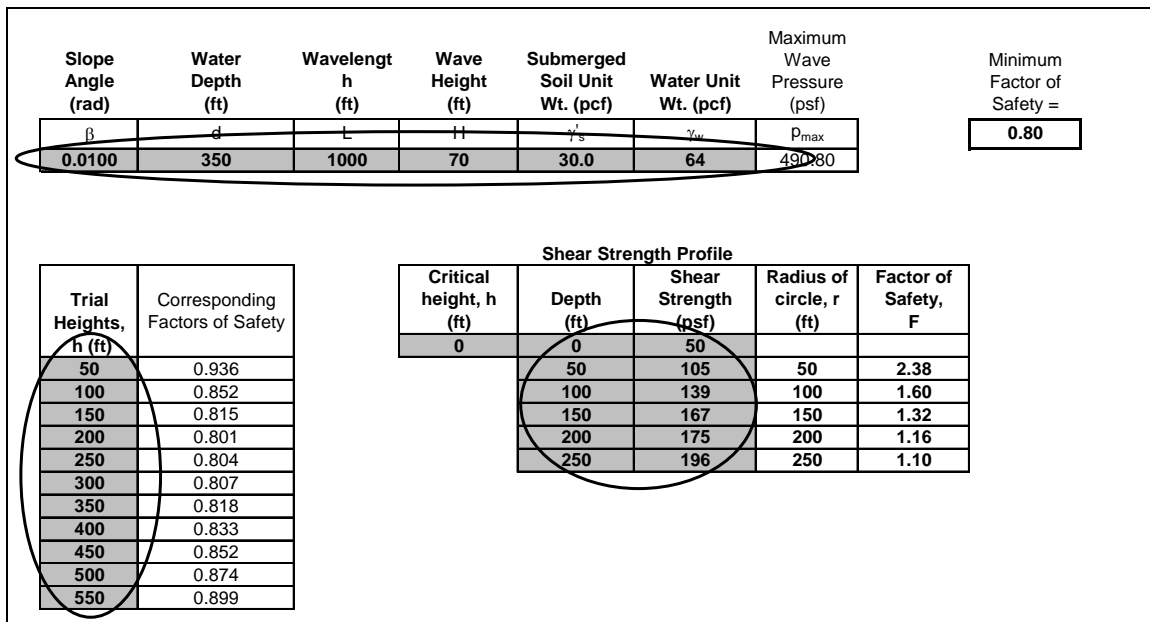 Slope Angle (rad) Water Depth (ft) Wavelengt h (ft) Wave Height (ft) Submerged Soil Unit Wt. (pcf) Water Unit Wt. (pcf) Maximum Wave Pressure (psf)
β d L H γ's γw pmax
0.0100 350 1000 70 30.0 64 490.80
Minimum Factor of Safety =
0.80
Trial Heights, h (ft) Corresponding Factors of Safety
50 0.936
100 0.852
150 0.815
200 0.801
250 0.804
300 0.807
350 0.818
400 0.833
450 0.852
500 0.874
550 0.899
Shear Strength Profile
Critical height, h (ft) Depth (ft) Shear Strength (psf) Radius of circle, r (ft) Factor of Safety, F
0 0 50
50 105 50 2.38
100 139 100 1.60
150 167 150 1.32
200 175 200 1.16
250 196 250 1.10